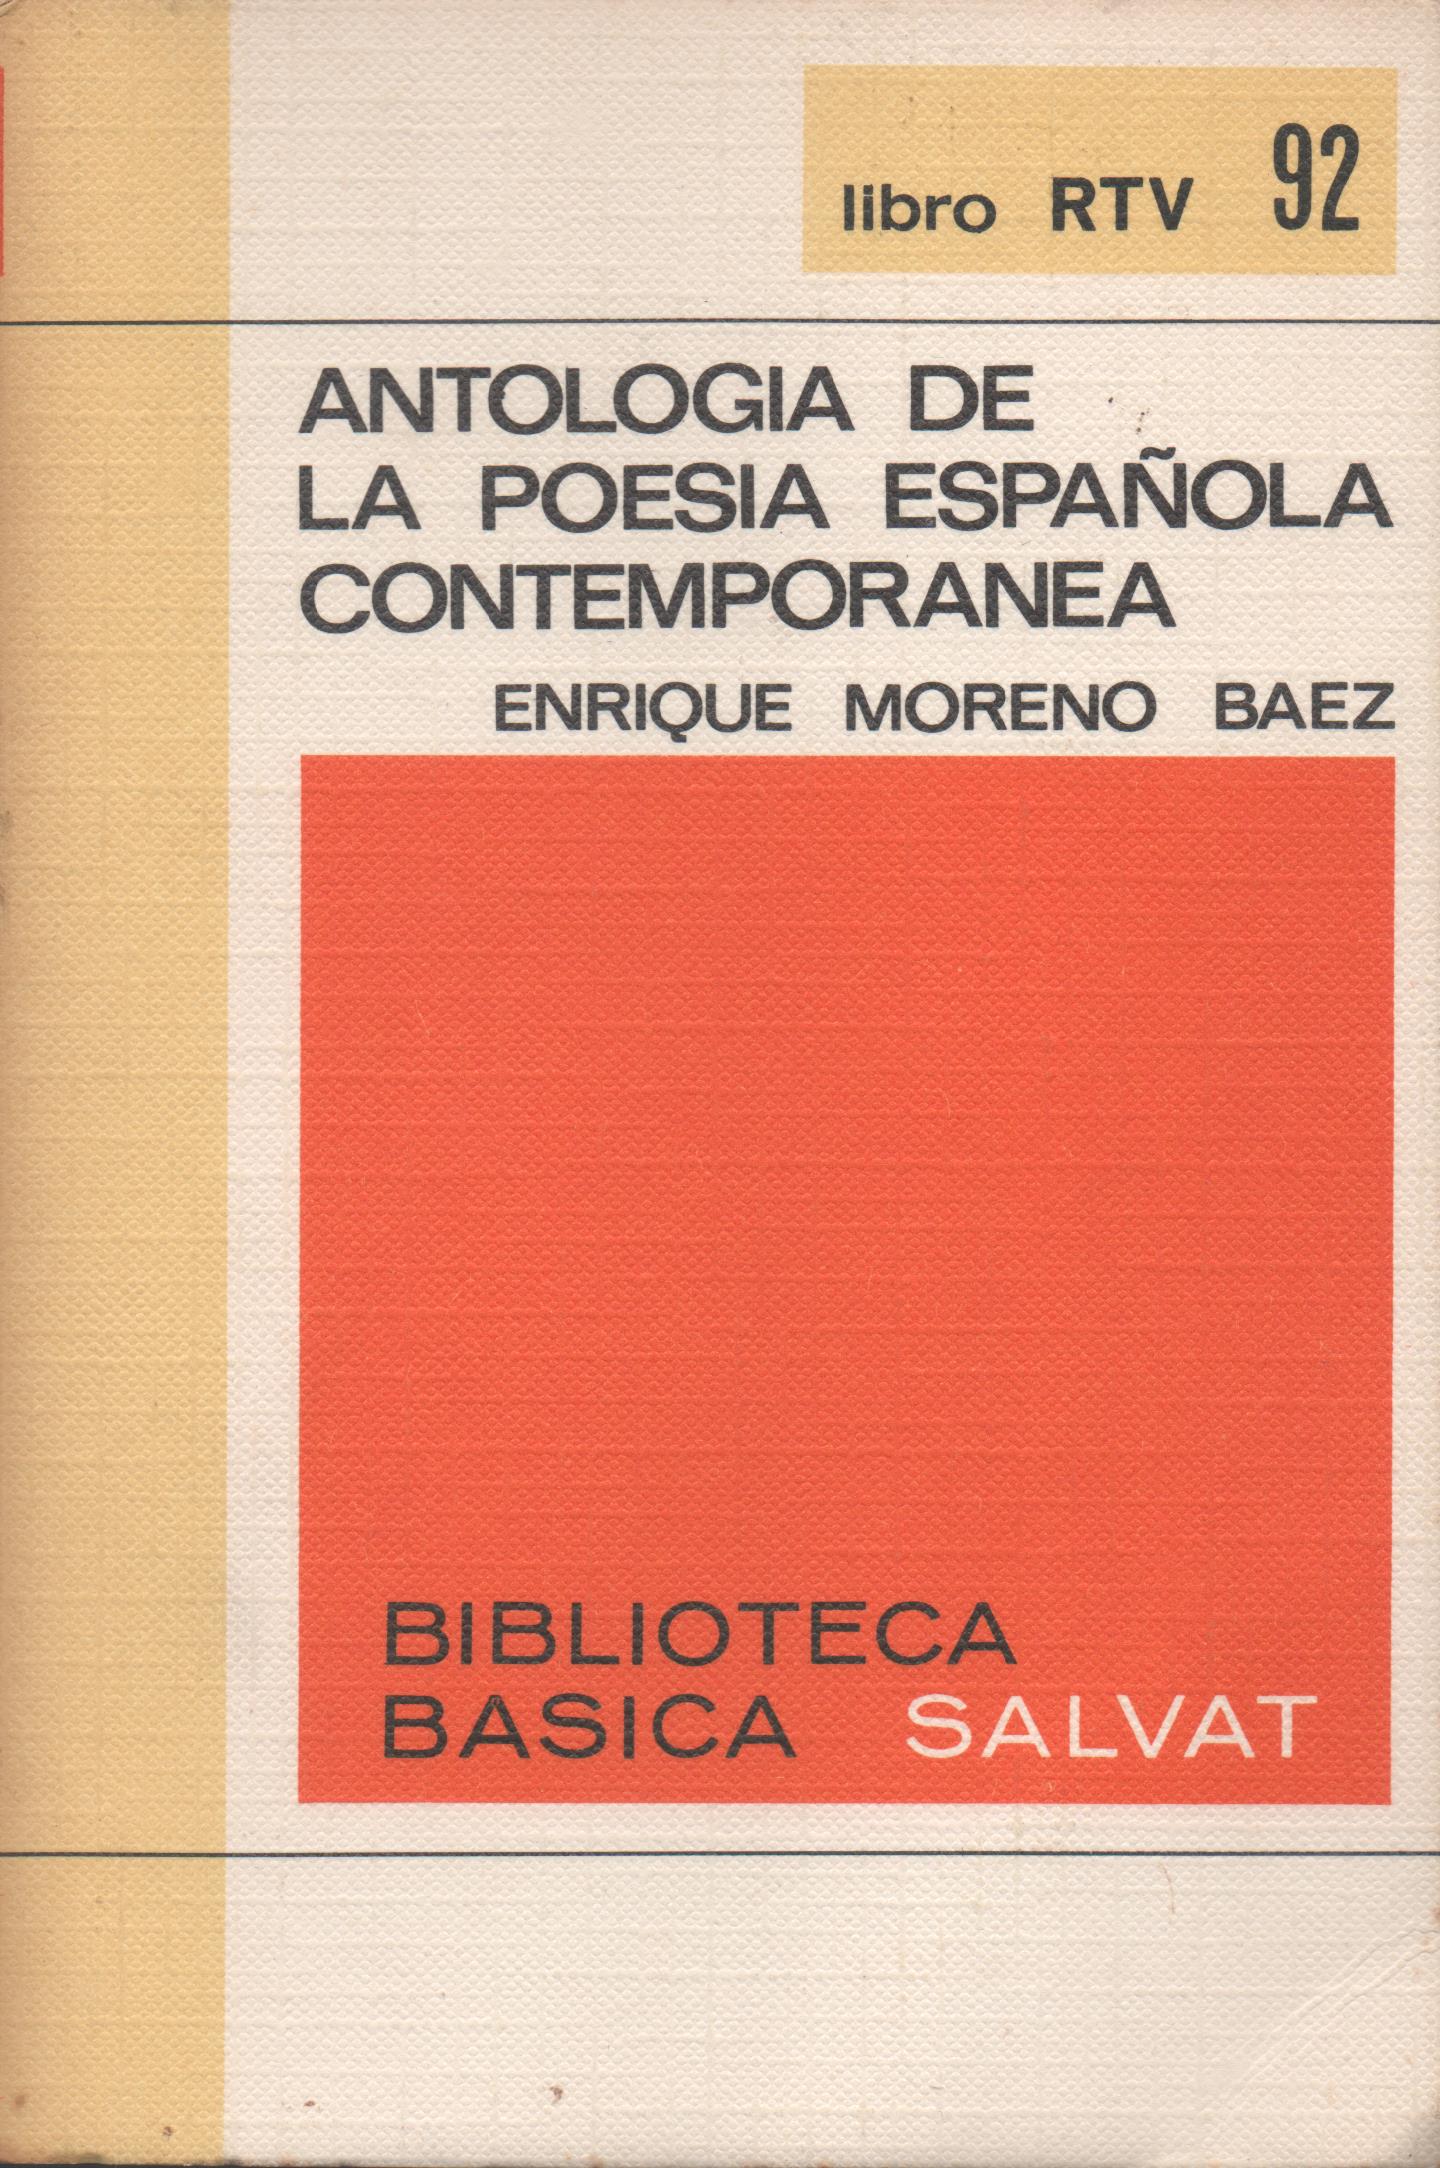 libro RTV 92
ANTOLOGIA DE
LA POESIA ESPAÑOLA
CONTEMPORANEA
ENRIQUE MORENO BAEZ
BIBLIOTECA
BASICA SALVAT